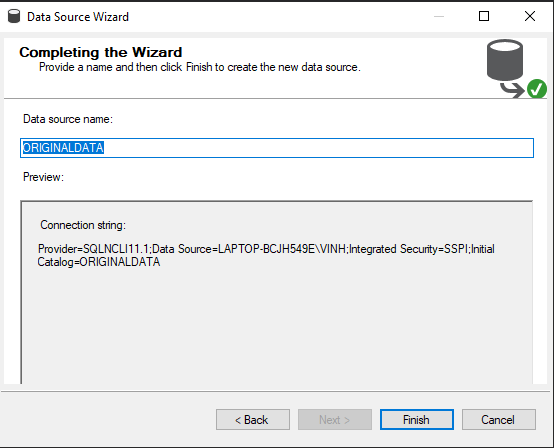 Data Source Wizard
Completing the Wizard
Provide a name and then click Finish to create the new data source.
Data source name:
ORIGINALDATA
Preview:
Connection string:
Provider=SQLNCLI11.1;Data Source=LAPTOP-BCJH549E\VINH;Integrated Security=SSPI;Initial
Catalog=ORIGINALDATA
< Back
Next >
Finish
Cancel